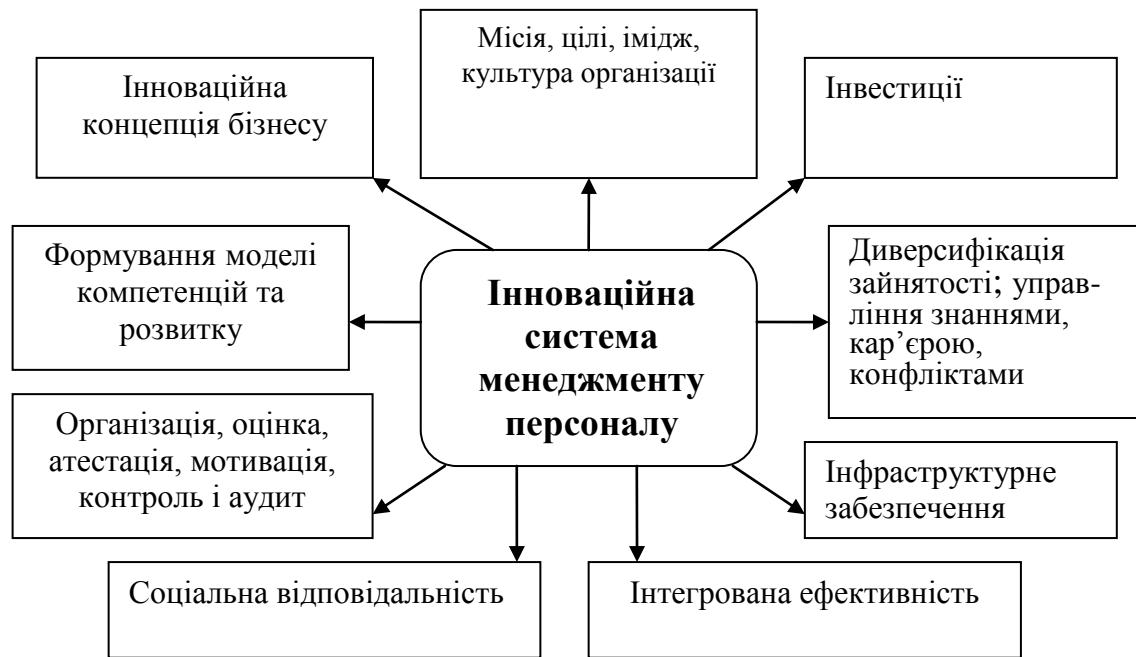 Місія, цілі, імідж,
культура організації
Інноваційна
концепція бізнесу
Інвестиції
Формування моделі
компетенцій та
розвитку
Інноваційна
система
менеджменту
персоналу
Диверсифікація
зайнятості; управ-
ління знаннями,
кар’єрою,
конфліктами
Організація, оцінка,
атестація, мотивація,
контроль і аудит
Інфраструктурне
забезпечення
Соціальна відповідальність
Інтегрована ефективність